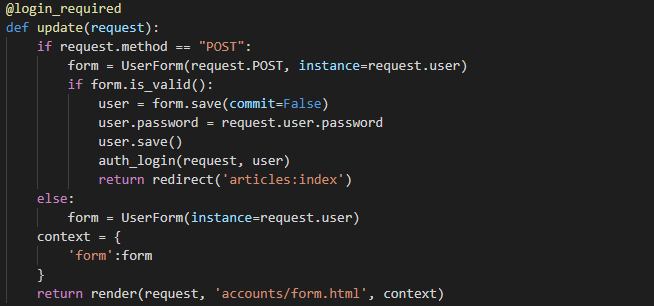 @login_required
def update(request):
    if request.method == "POST":
        form = UserForm(request.POST, instance=request.user)
        if form.is_valid():
            user = form.save(commit=False)
            user.password = request.user.password
            user.save()
            auth_login(request, user)
            return redirect('articles:index')
    else:
        form = UserForm(instance=request.user)
    context = {
        'form':form
    }
    return render(request, 'accounts/form.html', context)